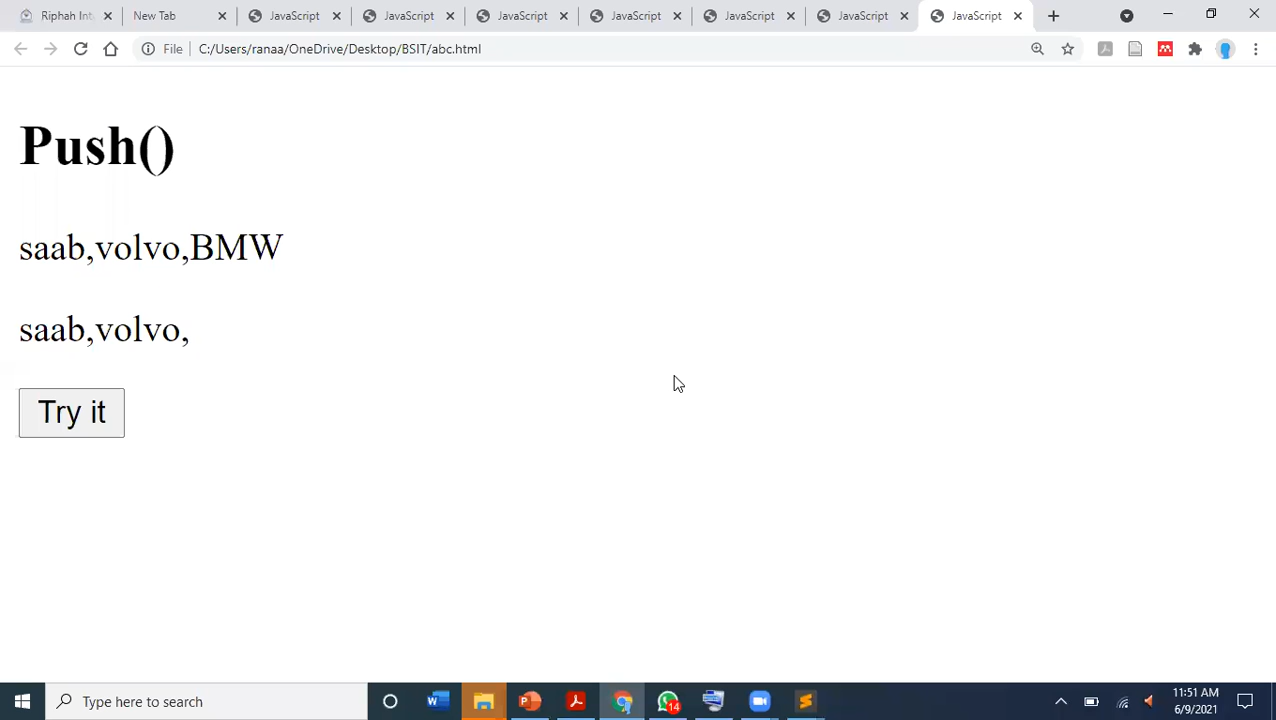 Riphah Int
New Tab
JavaScript
JavaScript
JavaScript
JavaScript
JavaScript
JavaScript
JavaScript
File C:/Users/ranaa/OneDrive/Desktop/BSIT/abc.html
Push()
saab,volvo,BMW
saab,volvo,
Try it
Type here to search
14
11:51 AM
6/9/2021